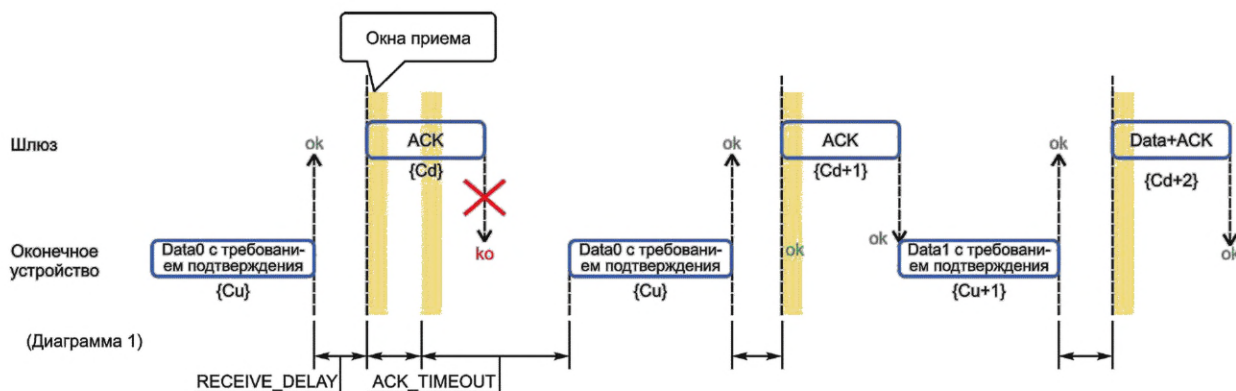 Окна приема
Шлюз
ok
ACK
{Cd}
ok
ACK
{Cd+1}
ok
Data+ACK
{Cd+2}
Оконечное
устройство
Data0 с требовани-
ем подтверждения
{Cu}
ko
Data0 с требовани-
ем подтверждения
{Cu}
ok
ok
Data1 с требовани-
ем подтверждения
{Cu+1}
ok
(Диаграмма 1)
RECEIVE_DELAY
ACK_TIMEOUT